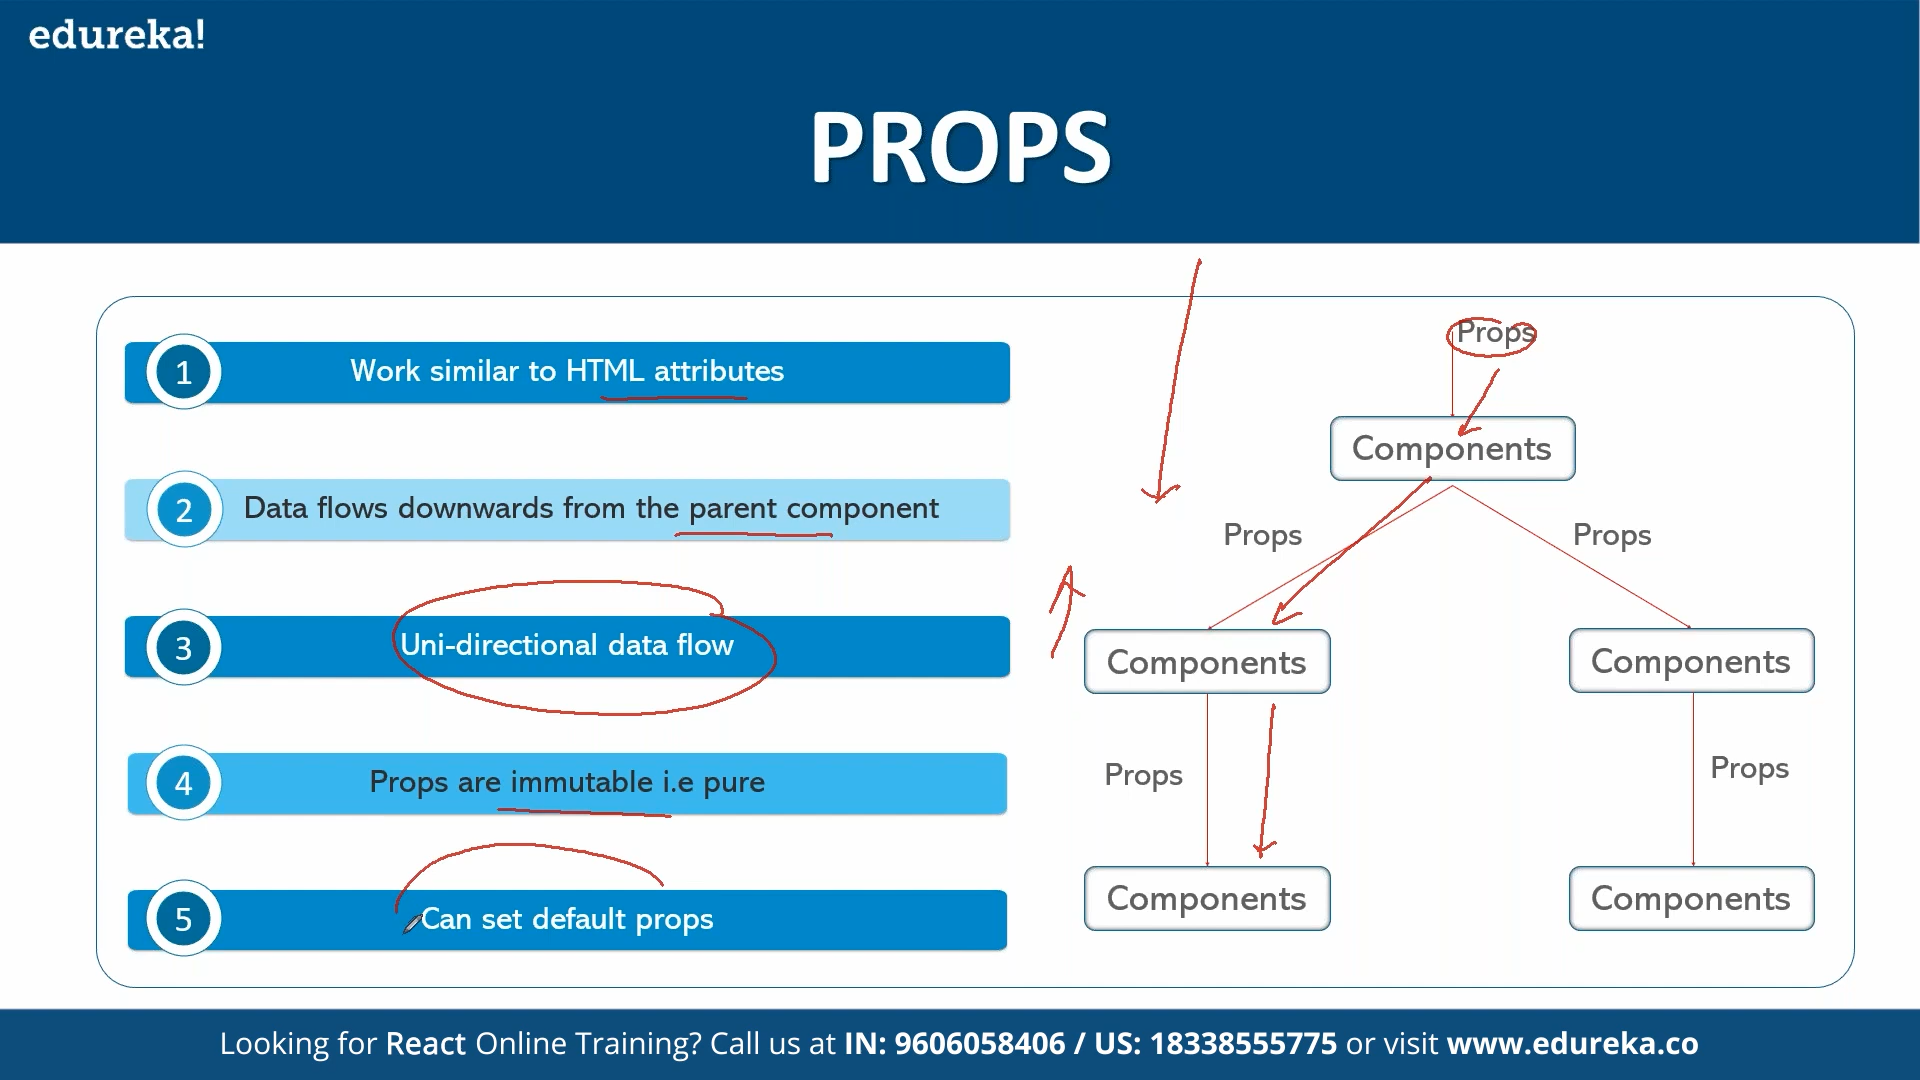 edureka!
PROPS
1 Work similar to HTML attributes
2 Data flows downwards from the parent component
3 Uni-directional data flow
4 Props are immutable i.e pure
5 Can set default props
Props
Components
Props Props
Components Components
Props Props
Components Components
Looking for React Online Training? Call us at IN: 9606058406 / US: 18338555775 or visit www.edureka.co